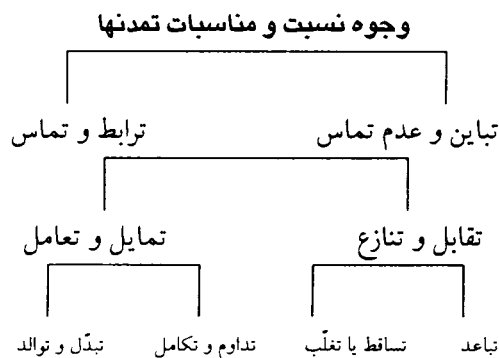 وجوه نسبت و مناسبات تمدنها
تباین و عدم تماس ترابط و تماس
تقابل و تنازع تمایل و تعامل
تباعد تساقط یا تغلّب تداوم و تکامل تبدّل و توالد